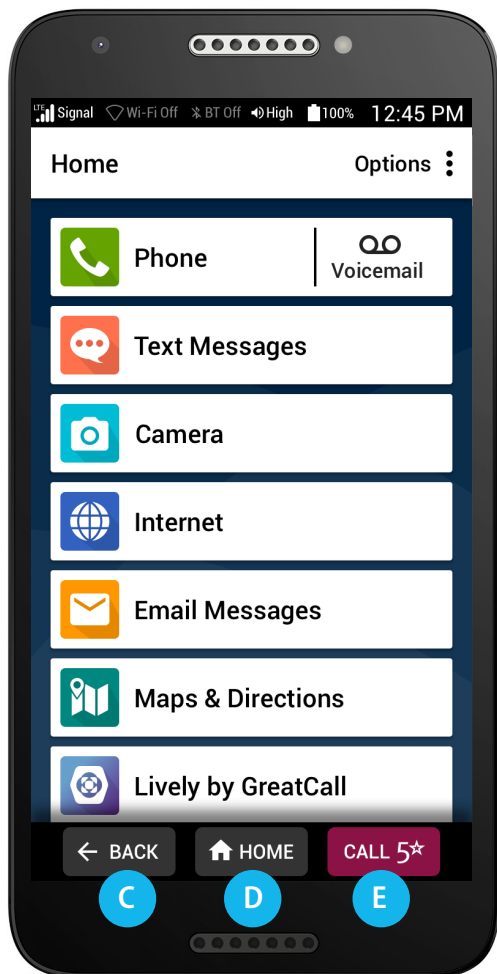 LTE Signal Wi-Fi Off BT Off High 100% 12:45 PM
Home Options
Phone
Voicemail
Text Messages
Camera
Internet
Email Messages
Maps & Directions
Lively by GreatCall
BACK HOME CALL 5☆
C D E